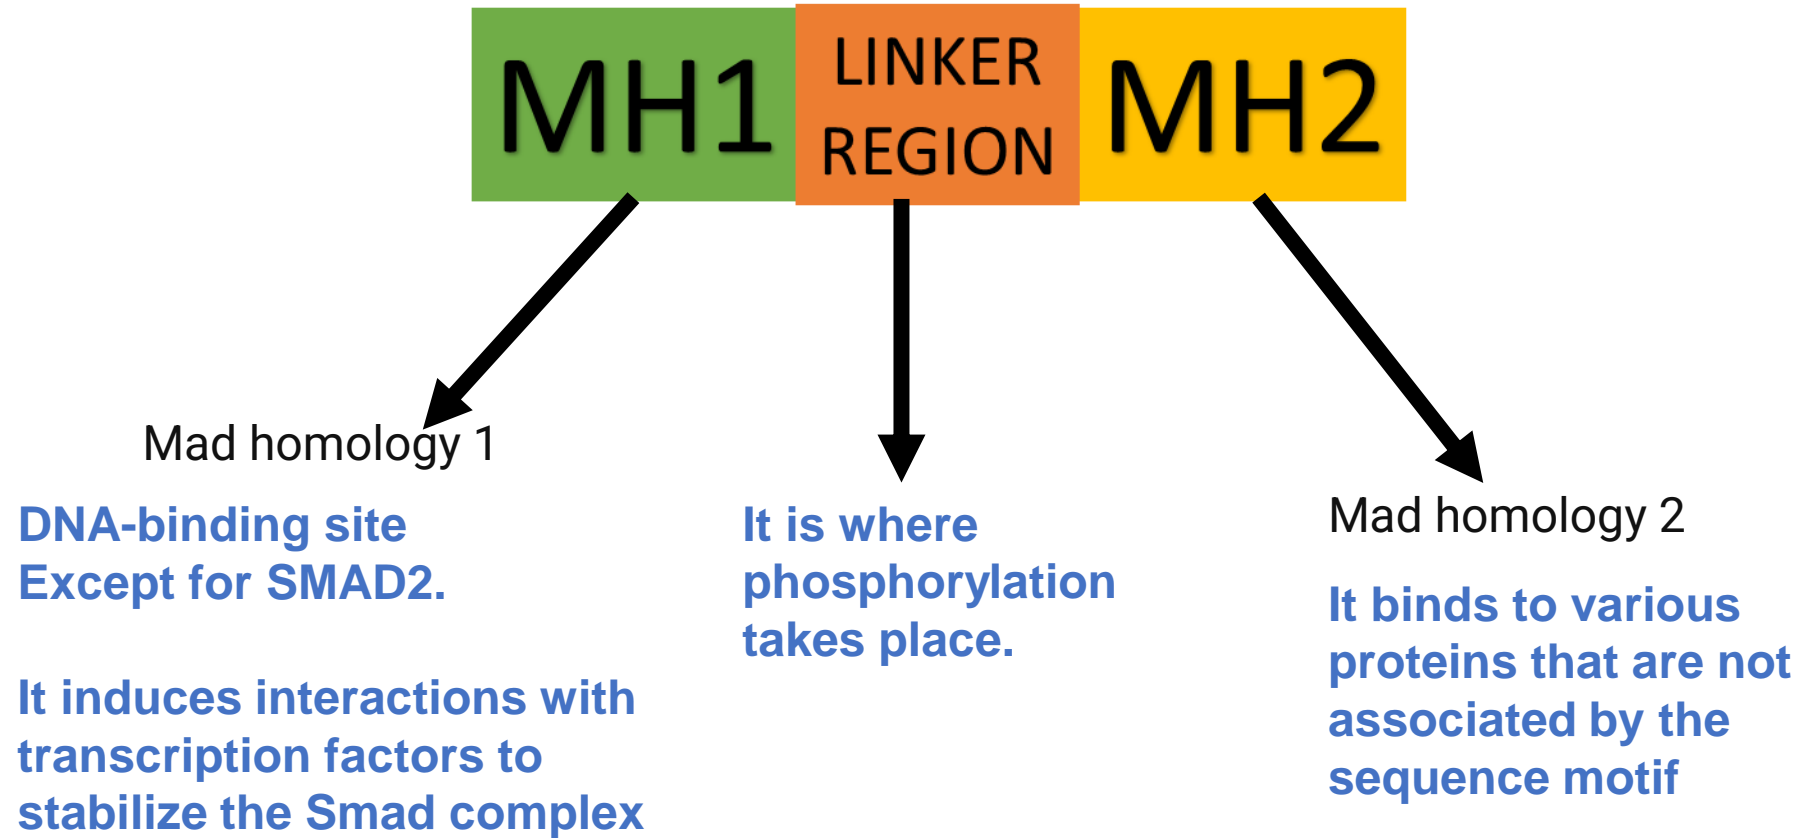 MH1
LINKER
REGION
MH2
Mad homology 1
DNA-binding site
Except for SMAD2.
It induces interactions with
transcription factors to
stabilize the Smad complex
It is where
phosphorylation
takes place.
Mad homology 2
It binds to various
proteins that are not
associated by the
sequence motif